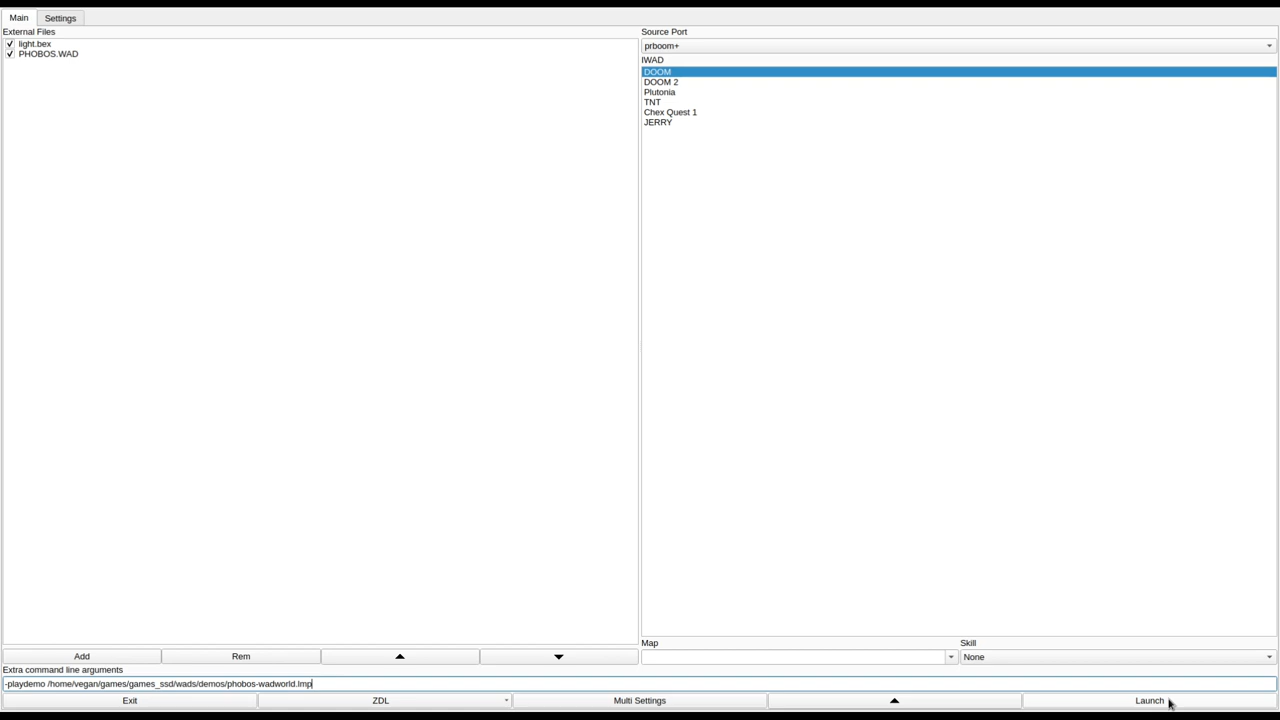 Main Settings
External Files
light.bex
PHOBOS.WAD
Source Port
prboom+
IWAD
DOOM
DOOM 2
Plutonia
TNT
Chex Quest 1
JERRY
Map Skill
None
Add Rem
Extra command line arguments
-playdemo /home/vegan/games/games_ssd/wads/demos/phobos-wadworld.lmp
Exit ZDL Multi Settings Launch